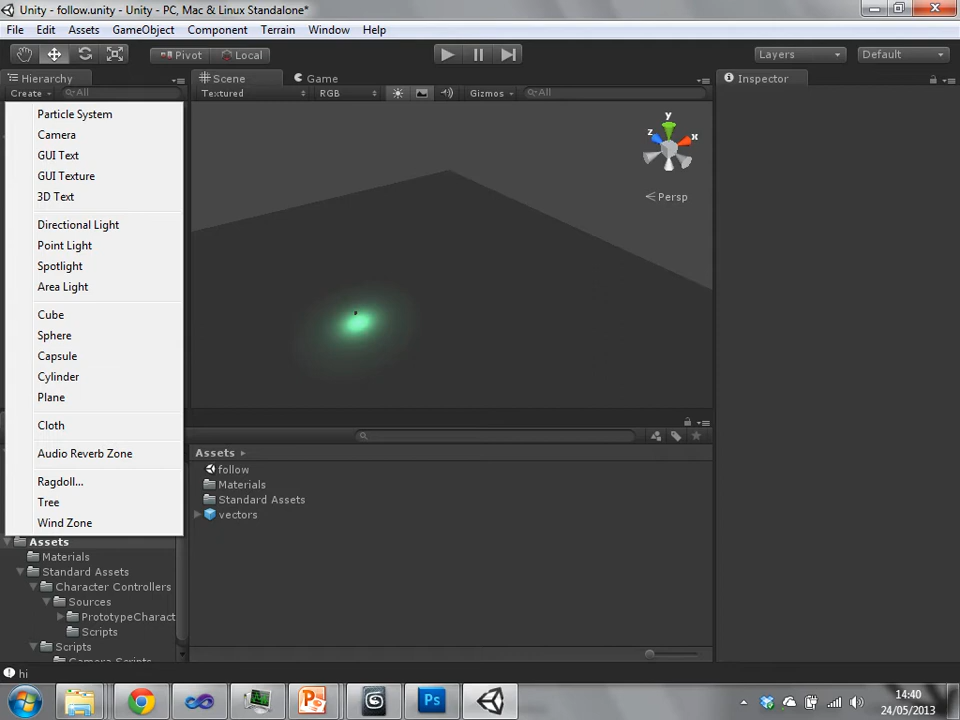 Unity - follow.unity - Unity - PC, Mac & Linux Standalone*
File Edit Assets GameObject Component Terrain Window Help
Pivot Local Layers Default
Hierarchy Scene Game Inspector
Create All Textured RGB Gizmos All
Particle System
Camera
GUI Text
GUI Texture
3D Text
Directional Light
Point Light
Spotlight
Area Light
Cube
Sphere
Capsule
Cylinder
Plane
Cloth
Audio Reverb Zone
Ragdoll...
Tree
Wind Zone
y
z
x
Persp
Assets
follow
Materials
Standard Assets
vectors
Assets
Materials
Standard Assets
Character Controllers
Sources
PrototypeCharact
Scripts
Scripts
Camera Scripts
hi
Ps
14:40
24/05/2013